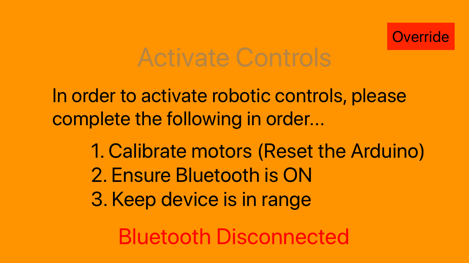 Override
Activate Controls
In order to activate robotic controls, please
complete the following in order...
1. Calibrate motors (Reset the Arduino)
2. Ensure Bluetooth is ON
3. Keep device is in range
Bluetooth Disconnected